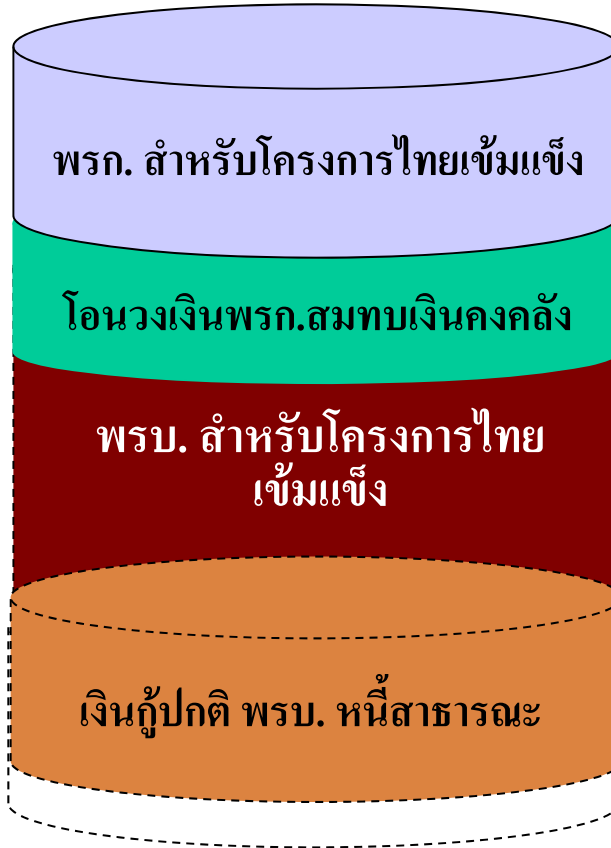 พรก. สำหรับโครงการไทยเข้มแข็ง
โอนวงเงินพรก.สมทบเงินคงคลัง
พรบ. สำหรับโครงการไทย
เข้มแข็ง
เงินกู้ปกติ พรบ. หนี้สาธารณะ